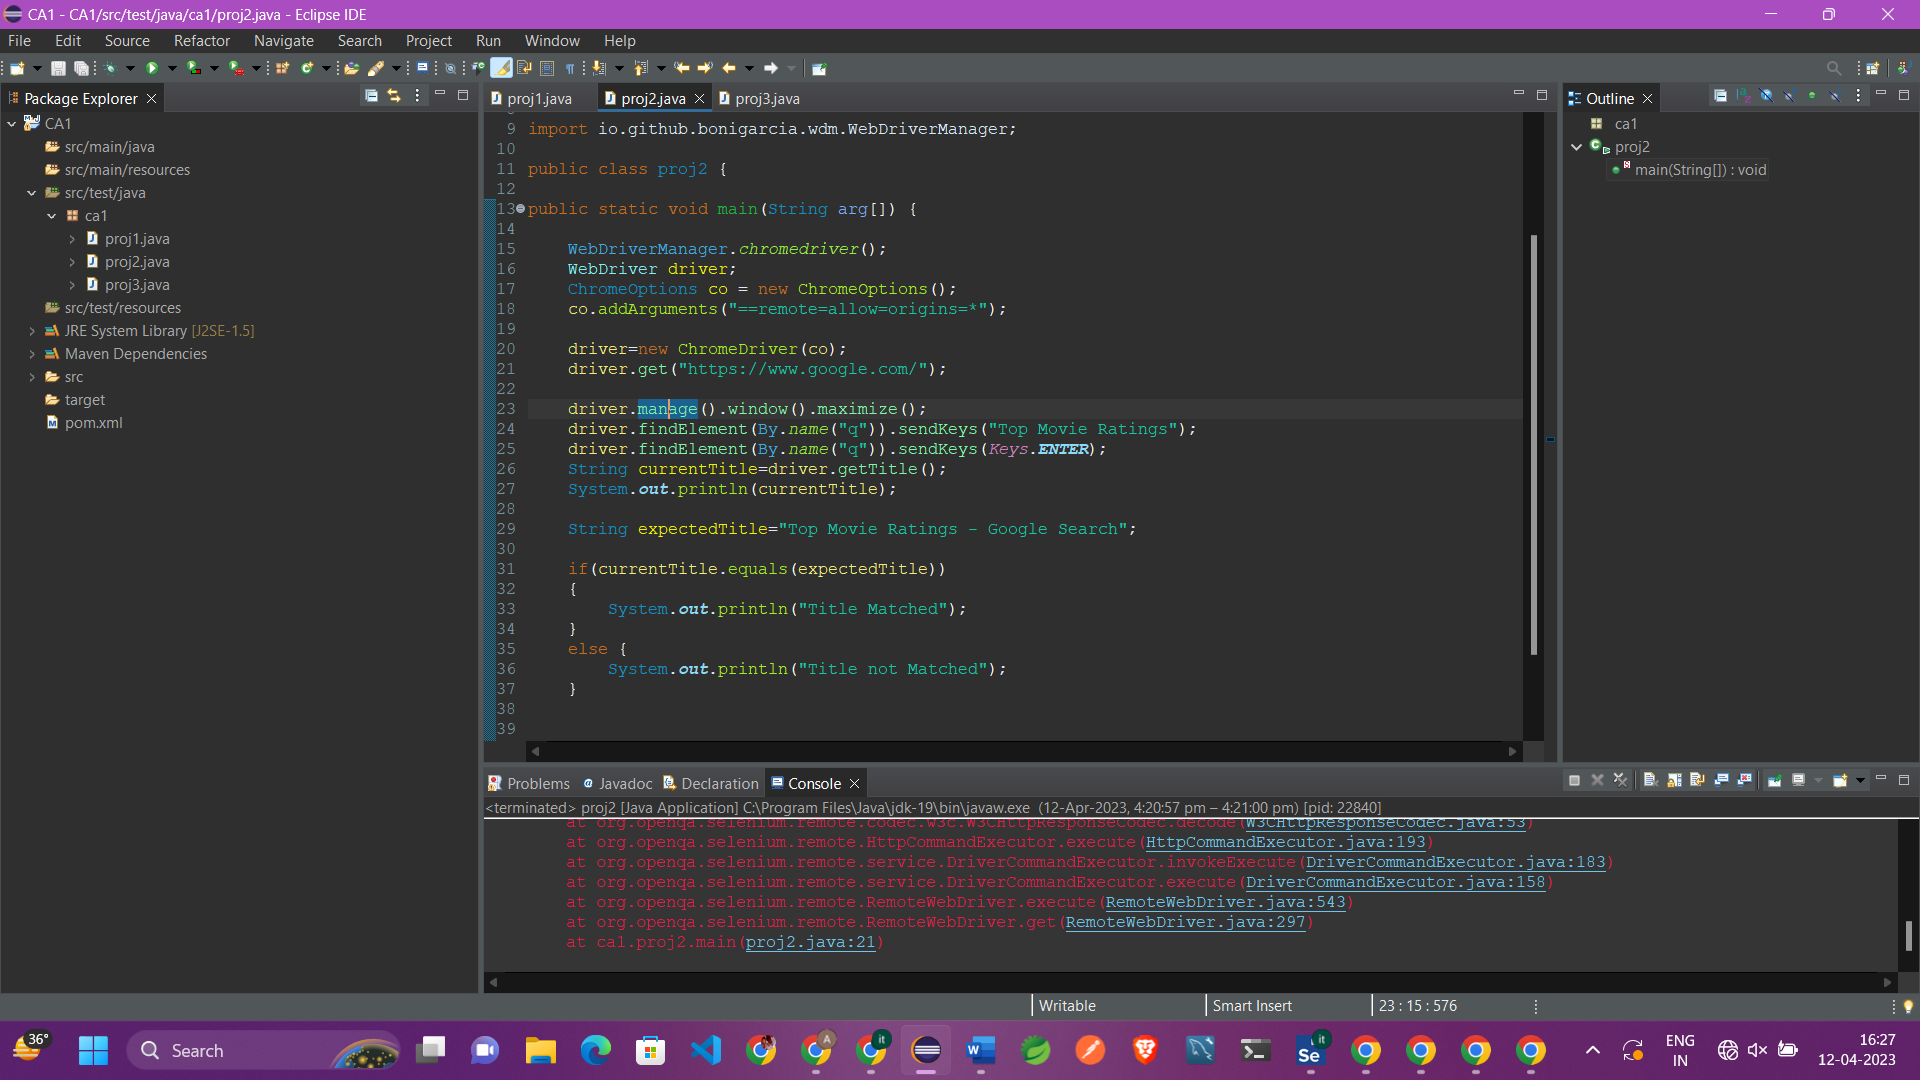 CA1 - CA1/src/test/java/ca1/proj2.java - Eclipse IDE
File Edit Source Refactor Navigate Search Project Run Window Help
Package Explorer
CA1
src/main/java
src/main/resources
src/test/java
ca1
proj1.java
proj2.java
proj3.java
src/test/resources
JRE System Library [J2SE-1.5]
Maven Dependencies
src
target
pom.xml
proj1.java proj2.java proj3.java
9 import io.github.bonigarcia.wdm.WebDriverManager;
10
11 public class proj2 {
12
13 public static void main(String arg[]) {
14
15 WebDriverManager.chromedriver();
16 WebDriver driver;
17 ChromeOptions co = new ChromeOptions();
18 co.addArguments("==remote=allow=origins=*");
19
20 driver=new ChromeDriver(co);
21 driver.get("https://www.google.com/");
22
23 driver.manage().window().maximize();
24 driver.findElement(By.name("q")).sendKeys("Top Movie Ratings");
25 driver.findElement(By.name("q")).sendKeys(Keys.ENTER);
26 String currentTitle=driver.getTitle();
27 System.out.println(currentTitle);
28
29 String expectedTitle="Top Movie Ratings - Google Search";
30
31 if(currentTitle.equals(expectedTitle))
32 {
33 System.out.println("Title Matched");
34 }
35 else {
36 System.out.println("Title not Matched");
37 }
38
39
Outline
ca1
proj2
main(String[]) : void
Problems Javadoc Declaration Console
<terminated> proj2 [Java Application] C:\Program Files\Java\jdk-19\bin\javaw.exe (12-Apr-2023, 4:20:57 pm – 4:21:00 pm) [pid: 22840]
at org.openqa.selenium.remote.codec.w3c.W3CHttpResponseCodec.decode(W3CHttpResponseCodec.java:53)
at org.openqa.selenium.remote.HttpCommandExecutor.execute(HttpCommandExecutor.java:193)
at org.openqa.selenium.remote.service.DriverCommandExecutor.invokeExecute(DriverCommandExecutor.java:183)
at org.openqa.selenium.remote.service.DriverCommandExecutor.execute(DriverCommandExecutor.java:158)
at org.openqa.selenium.remote.RemoteWebDriver.execute(RemoteWebDriver.java:543)
at org.openqa.selenium.remote.RemoteWebDriver.get(RemoteWebDriver.java:297)
at ca1.proj2.main(proj2.java:21)
Writable Smart Insert 23 : 15 : 576
36°
Search
ENG
IN
16:27
12-04-2023